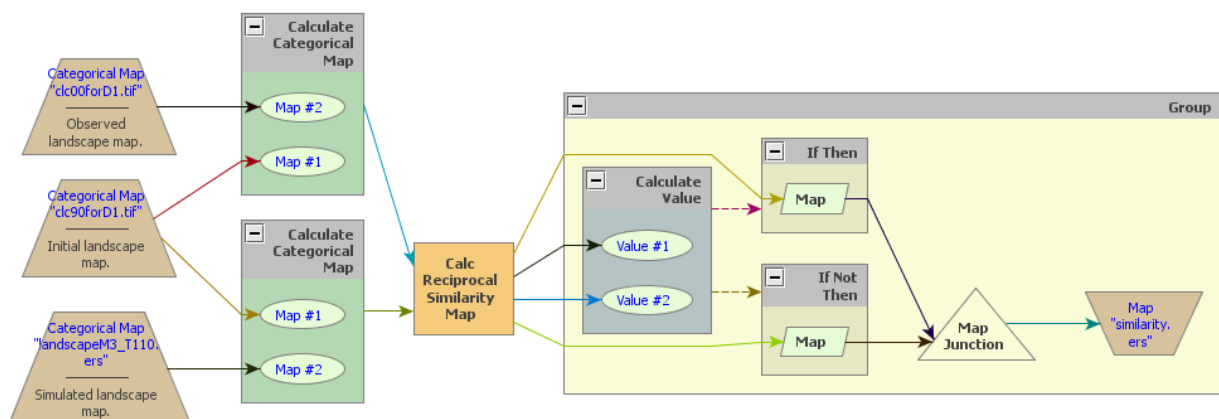 Categorical Map
"clc00forD1.tif"
Observed
landscape map.
Categorical Map
"clc90forD1.tif"
Initial landscape
map.
Categorical Map
"landscapeM3_T110.
ers"
Simulated landscape
map.
Calculate
Categorical
Map
Map #2
Map #1
Calculate
Categorical
Map
Map #1
Map #2
Calc
Reciprocal
Similarity
Map
Group
Calculate
Value
Value #1
Value #2
If Then
Map
If Not
Then
Map
Map
Junction
Map
"similarity.
ers"